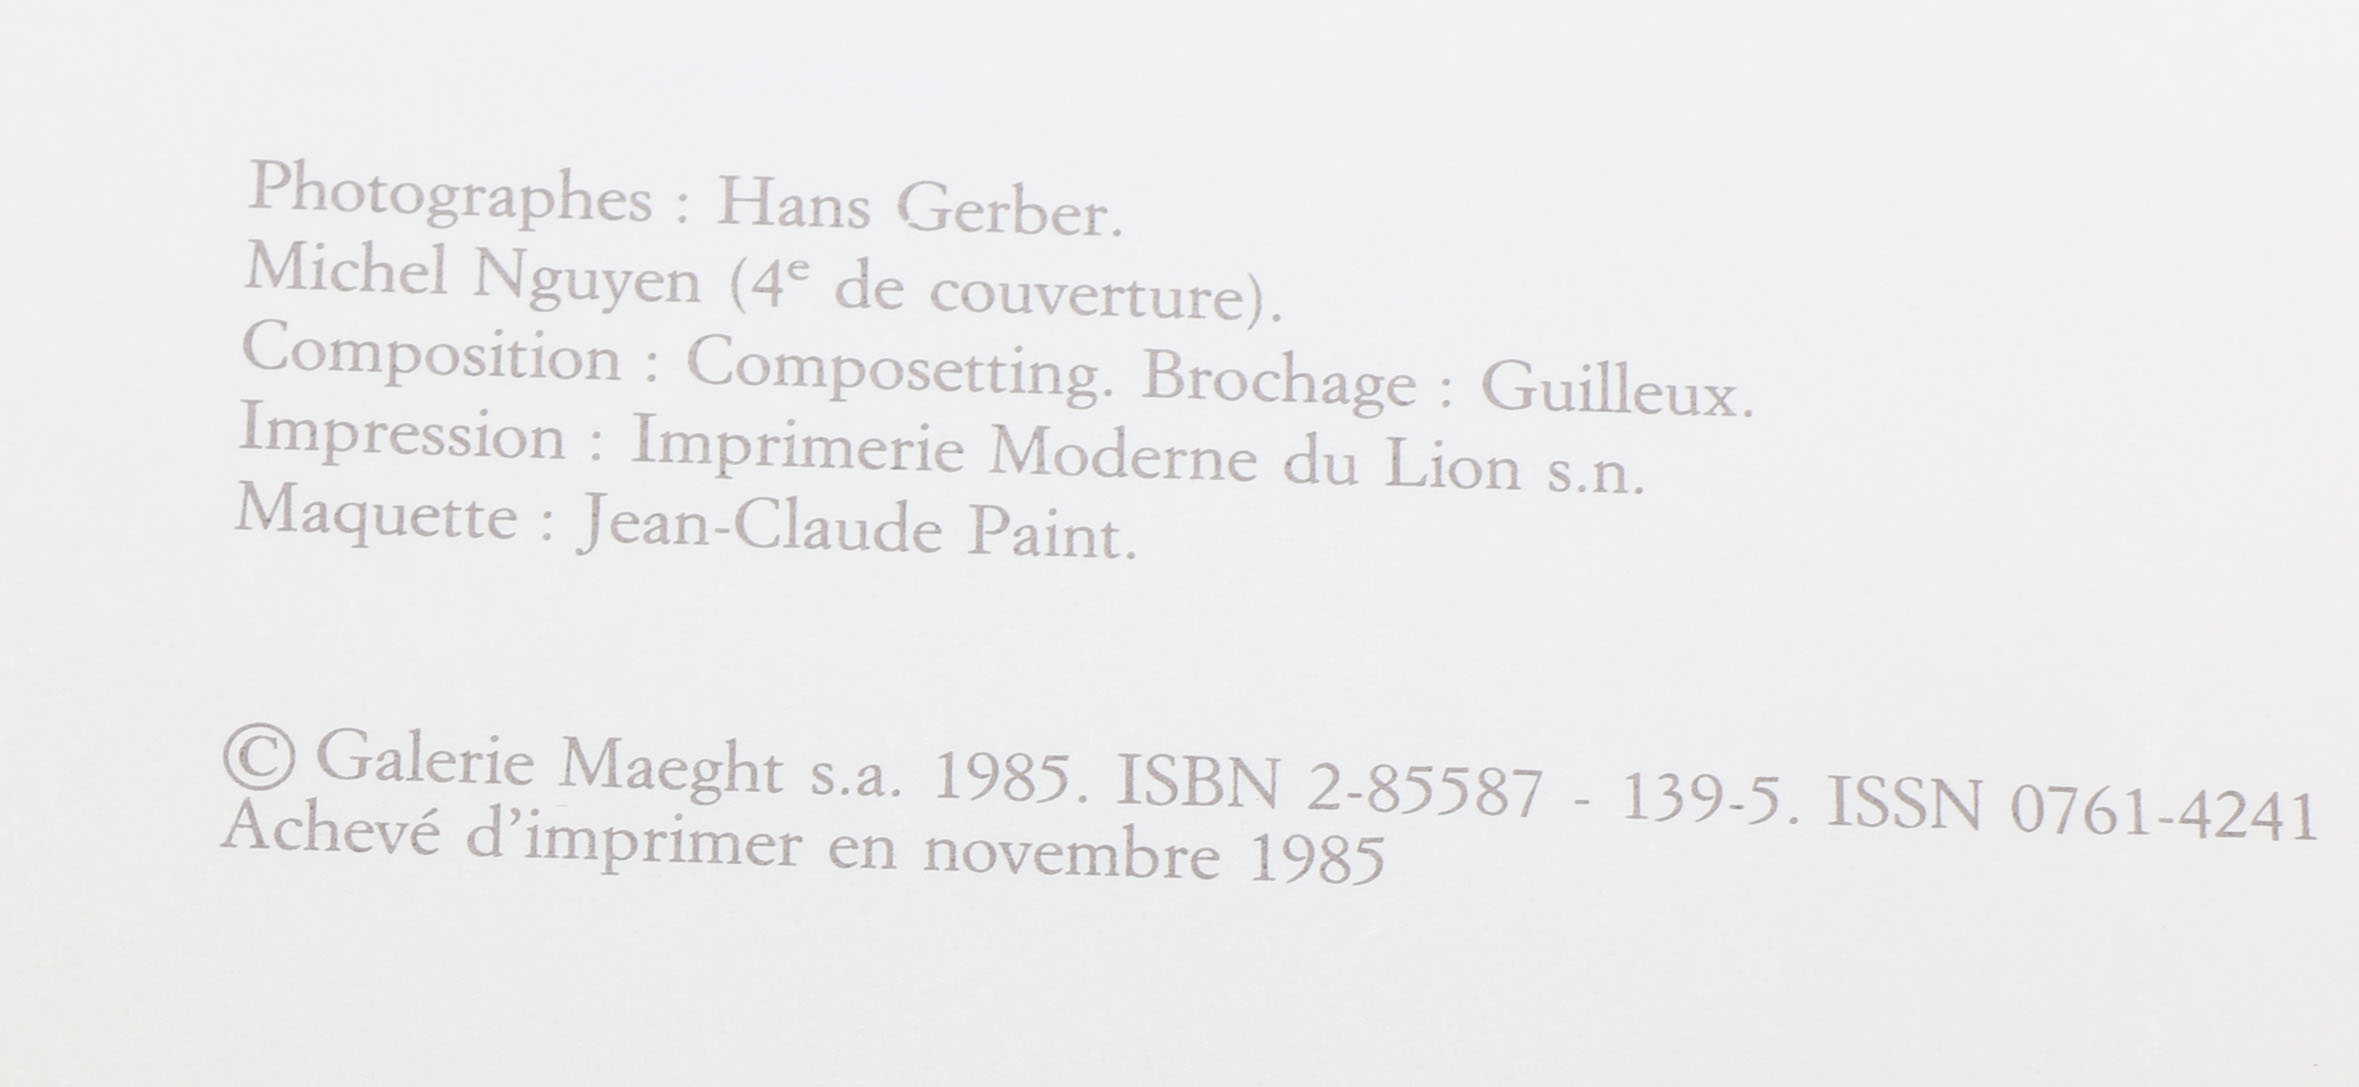 Photographes : Hans Gerber.
Michel Nguyen (4e de couverture).
Composition : Composetting. Brochage : Guilleux.
Impression : Imprimerie Moderne du Lion s.n.
Maquette : Jean-Claude Paint.
© Galerie Maeght s.a. 1985. ISBN 2-85587 - 139-5. ISSN 0761-4241
Achevé d'imprimer en novembre 1985